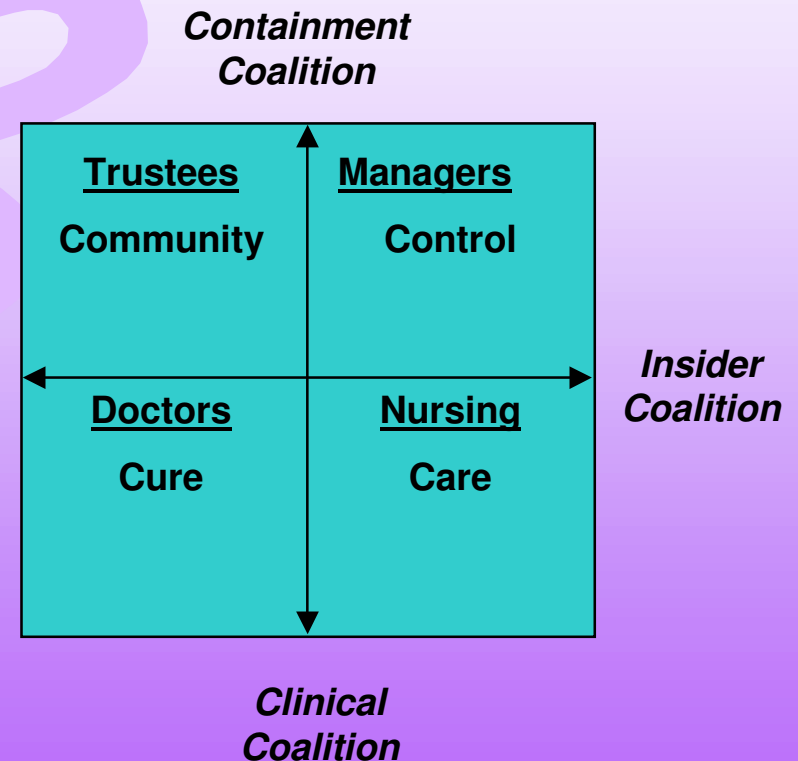 Containment
Coalition
Trustees
Managers
Community
Control
Insider
Coalition
Doctors
Nursing
Cure
Care
Clinical
Coalition